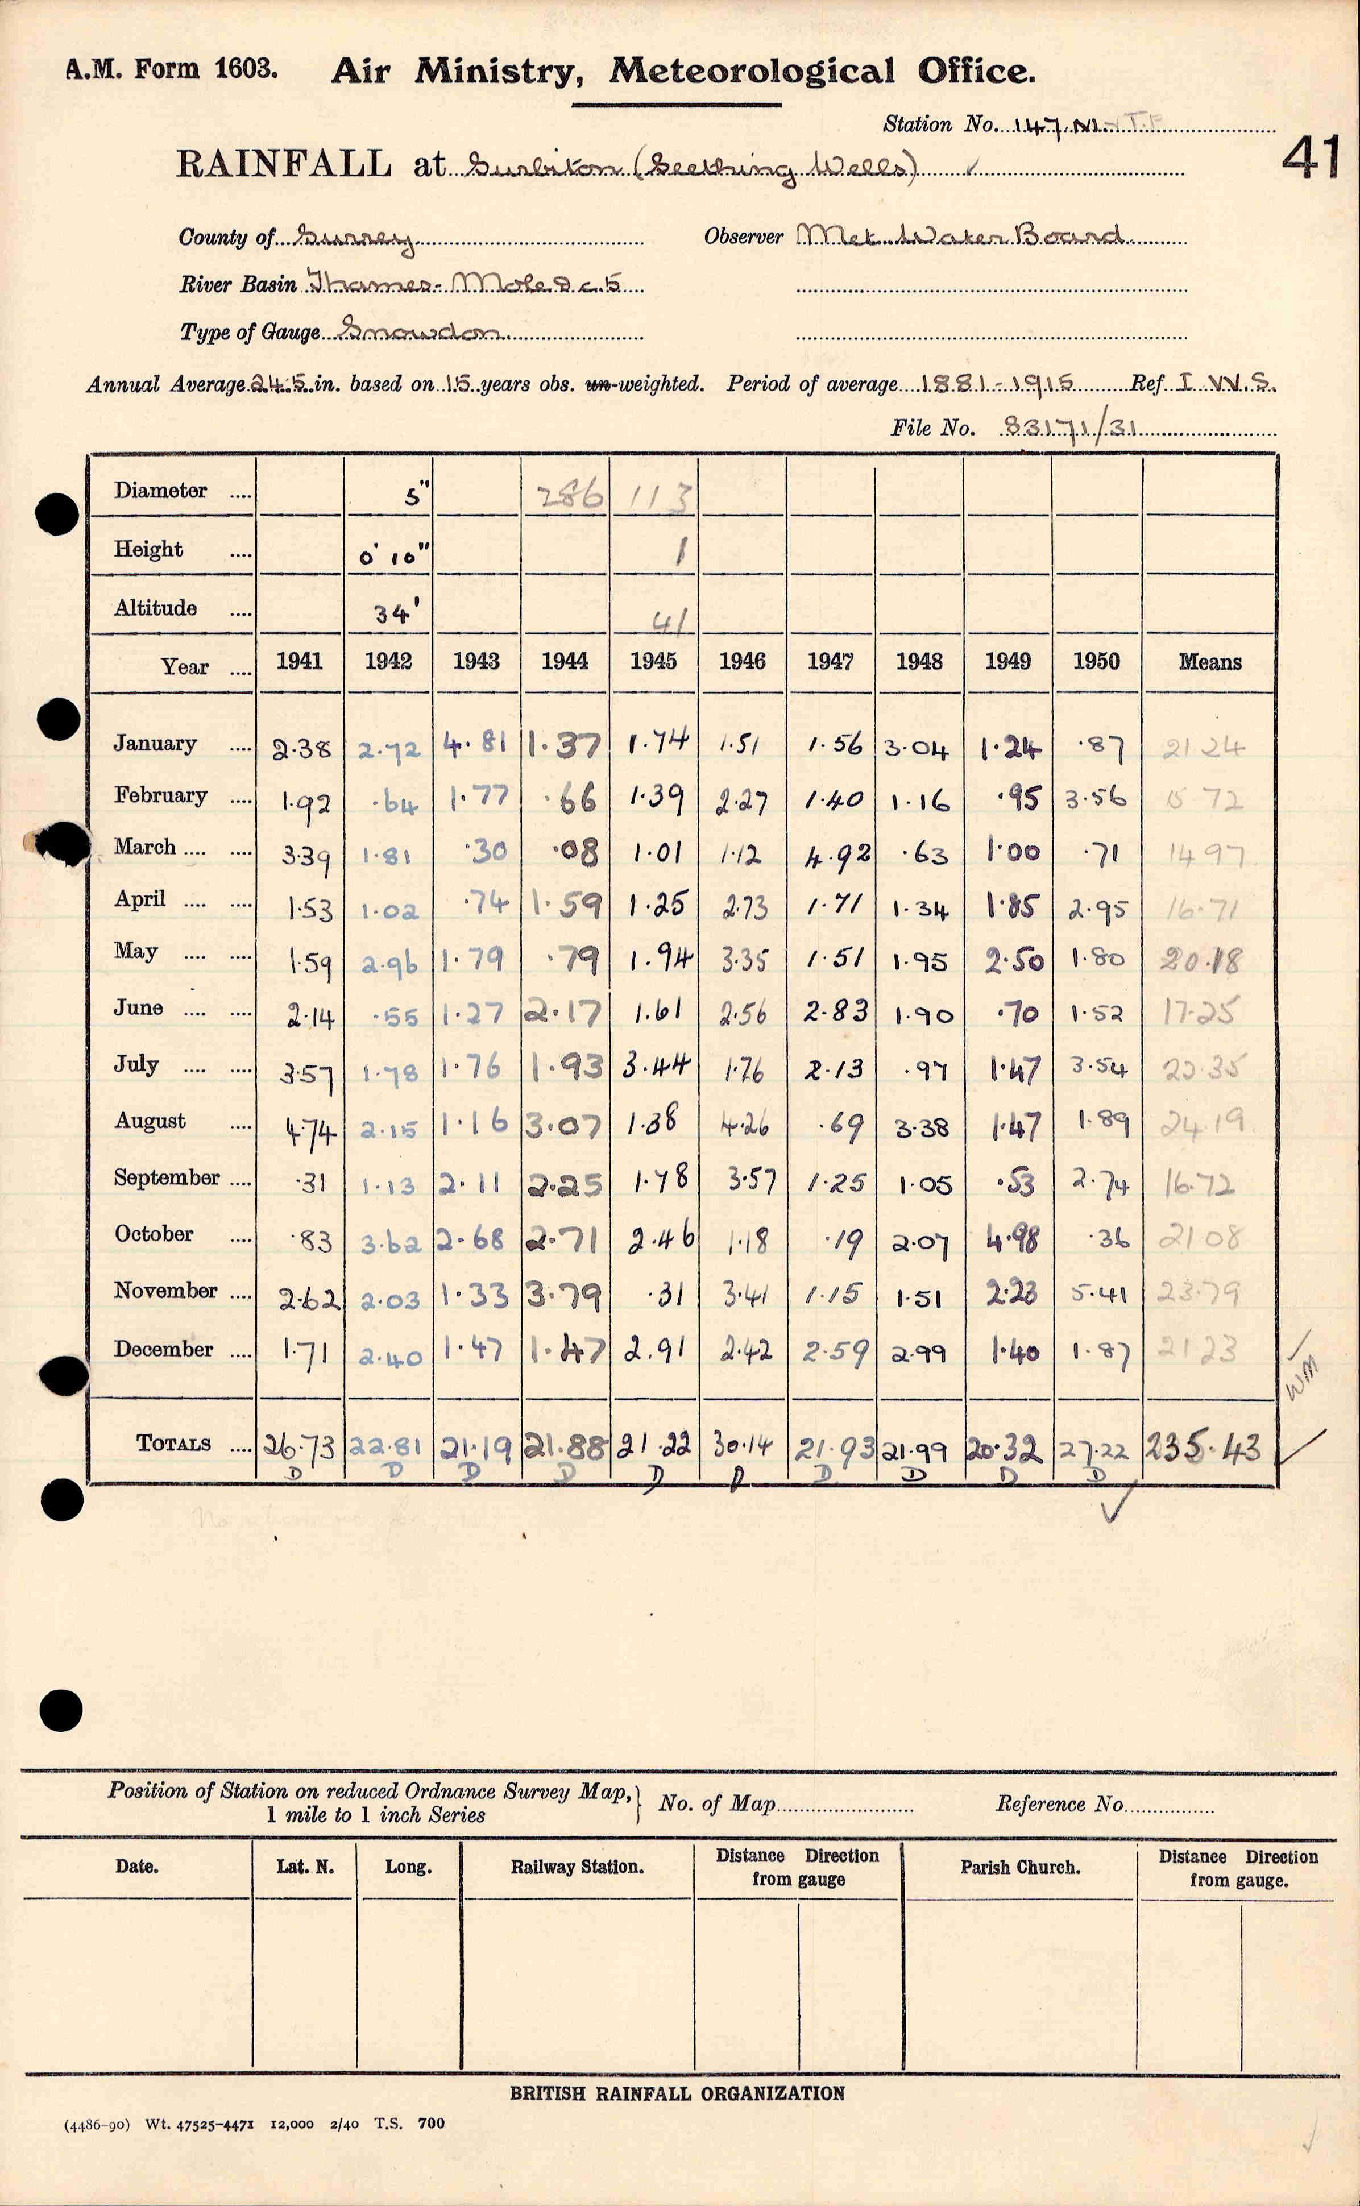 A.M. Form 1603. Air Ministry, Meteorological Office.
Station No. 147.N1.
41
RAINFALL at Surbiton (Seething Wells) ✓
County of Surrey Observer Met. Water Board
River Basin Thames - Mole & c. 5
Type of Gauge Snowdon
Annual Average 24.5 in. based on 15 years obs. un-weighted. Period of average 1881-1915 Ref. I.W.S.
File No. 83171/31
Diameter .... 5" 286 113
Height .... 0' 10" 1
Altitude .... 34' 41
Year .... 1941 1942 1943 1944 1945 1946 1947 1948 1949 1950 Means
January .... 2.38 2.72 4.81 1.37 1.74 1.51 1.56 3.04 1.24 .87 21.24
February .... 1.92 .64 1.77 .66 1.39 2.27 1.40 1.16 .95 3.56 15 72
March .... .... 3.39 1.81 .30 .08 1.01 1.12 4.92 .63 1.00 .71 14 97
April .... .... 1.53 1.02 .74 1.59 1.25 2.73 1.71 1.34 1.85 2.95 16.71
May .... .... 1.59 2.96 1.79 .79 1.94 3.35 1.51 1.95 2.50 1.80 20.18
June .... .... 2.14 .55 1.27 2.17 1.61 2.56 2.83 1.90 .70 1.52 17.25
July .... .... 3.57 1.78 1.76 1.93 3.44 1.76 2.13 .97 1.47 3.54 22.35
August .... 4.74 2.15 1.16 3.07 1.38 4.26 .69 3.38 1.47 1.89 24.19
September .... .31 1.13 2.11 2.25 1.78 3.57 1.25 1.05 .53 2.74 16.72
October .... .83 3.62 2.68 2.71 2.46 1.18 .19 2.07 4.98 .36 21 08
November .... 2.62 2.03 1.33 3.79 .31 3.41 1.15 1.51 2.23 5.41 23.79
December .... 1.71 2.40 1.47 1.47 2.91 2.42 2.59 2.99 1.40 1.87 21 23
WM
TOTALS .... 26.73 22.81 21.19 21.88 21.22 30.14 21.93 21.99 20.32 27.22 235.43
D D D D D D D D D D
Position of Station on reduced Ordnance Survey Map, } No. of Map Reference No.
1 mile to 1 inch Series
Date. Lat. N. Long. Railway Station. Distance Direction from gauge Parish Church. Distance Direction from gauge.
BRITISH RAINFALL ORGANIZATION
(4486-90) Wt. 47525-4471 12,000 2/40 T.S. 700